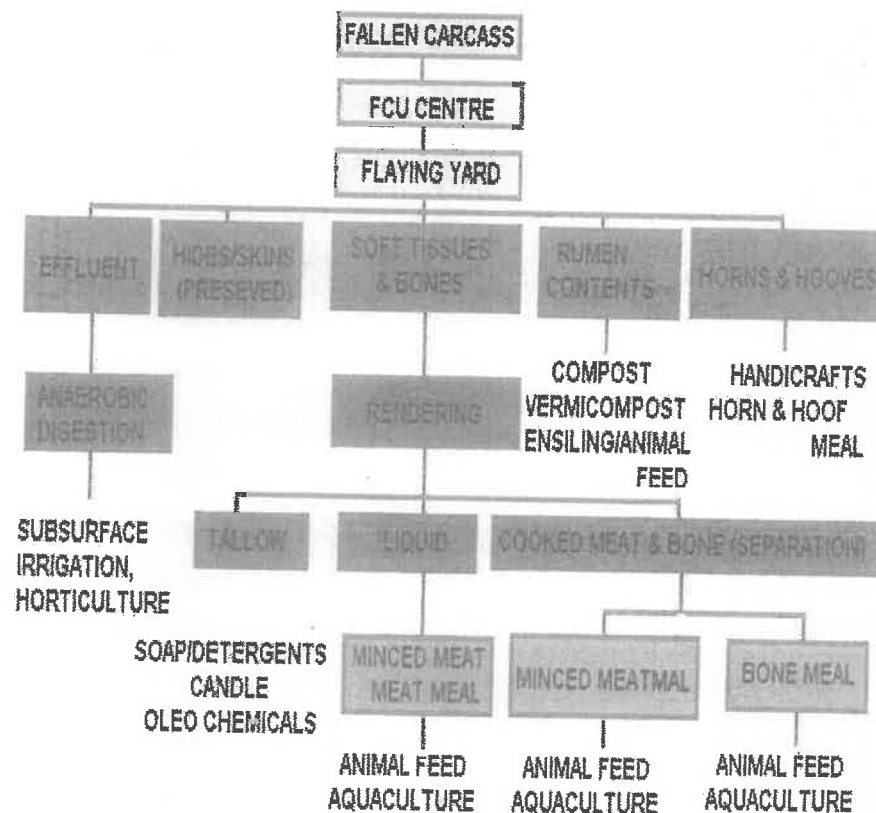 FALLEN CARCASS
FCU CENTRE
FLAYING YARD
EFFLUENT
HIDES/SKINS
(PRESEVED)
SOFT TISSUES
& BONES
RUMEN
CONTENTS
HORNS & HOOVES
ANAEROBIC
DIGESTION
RENDERING
COMPOST
VERMICOMPOST
ENSILING/ANIMAL
FEED
HANDICRAFTS
HORN & HOOF
MEAL
SUBSURFACE
IRRIGATION,
HORTICULTURE
TALLOW
LIQUID
COOKED MEAT & BONE (SEPARATION)
SOAP/DETERGENTS
CANDLE
OLEO CHEMICALS
MINCED MEAT
MEAT MEAL
MINCED MEATMAL
BONE MEAL
ANIMAL FEED
AQUACULTURE
ANIMAL FEED
AQUACULTURE
ANIMAL FEED
AQUACULTURE